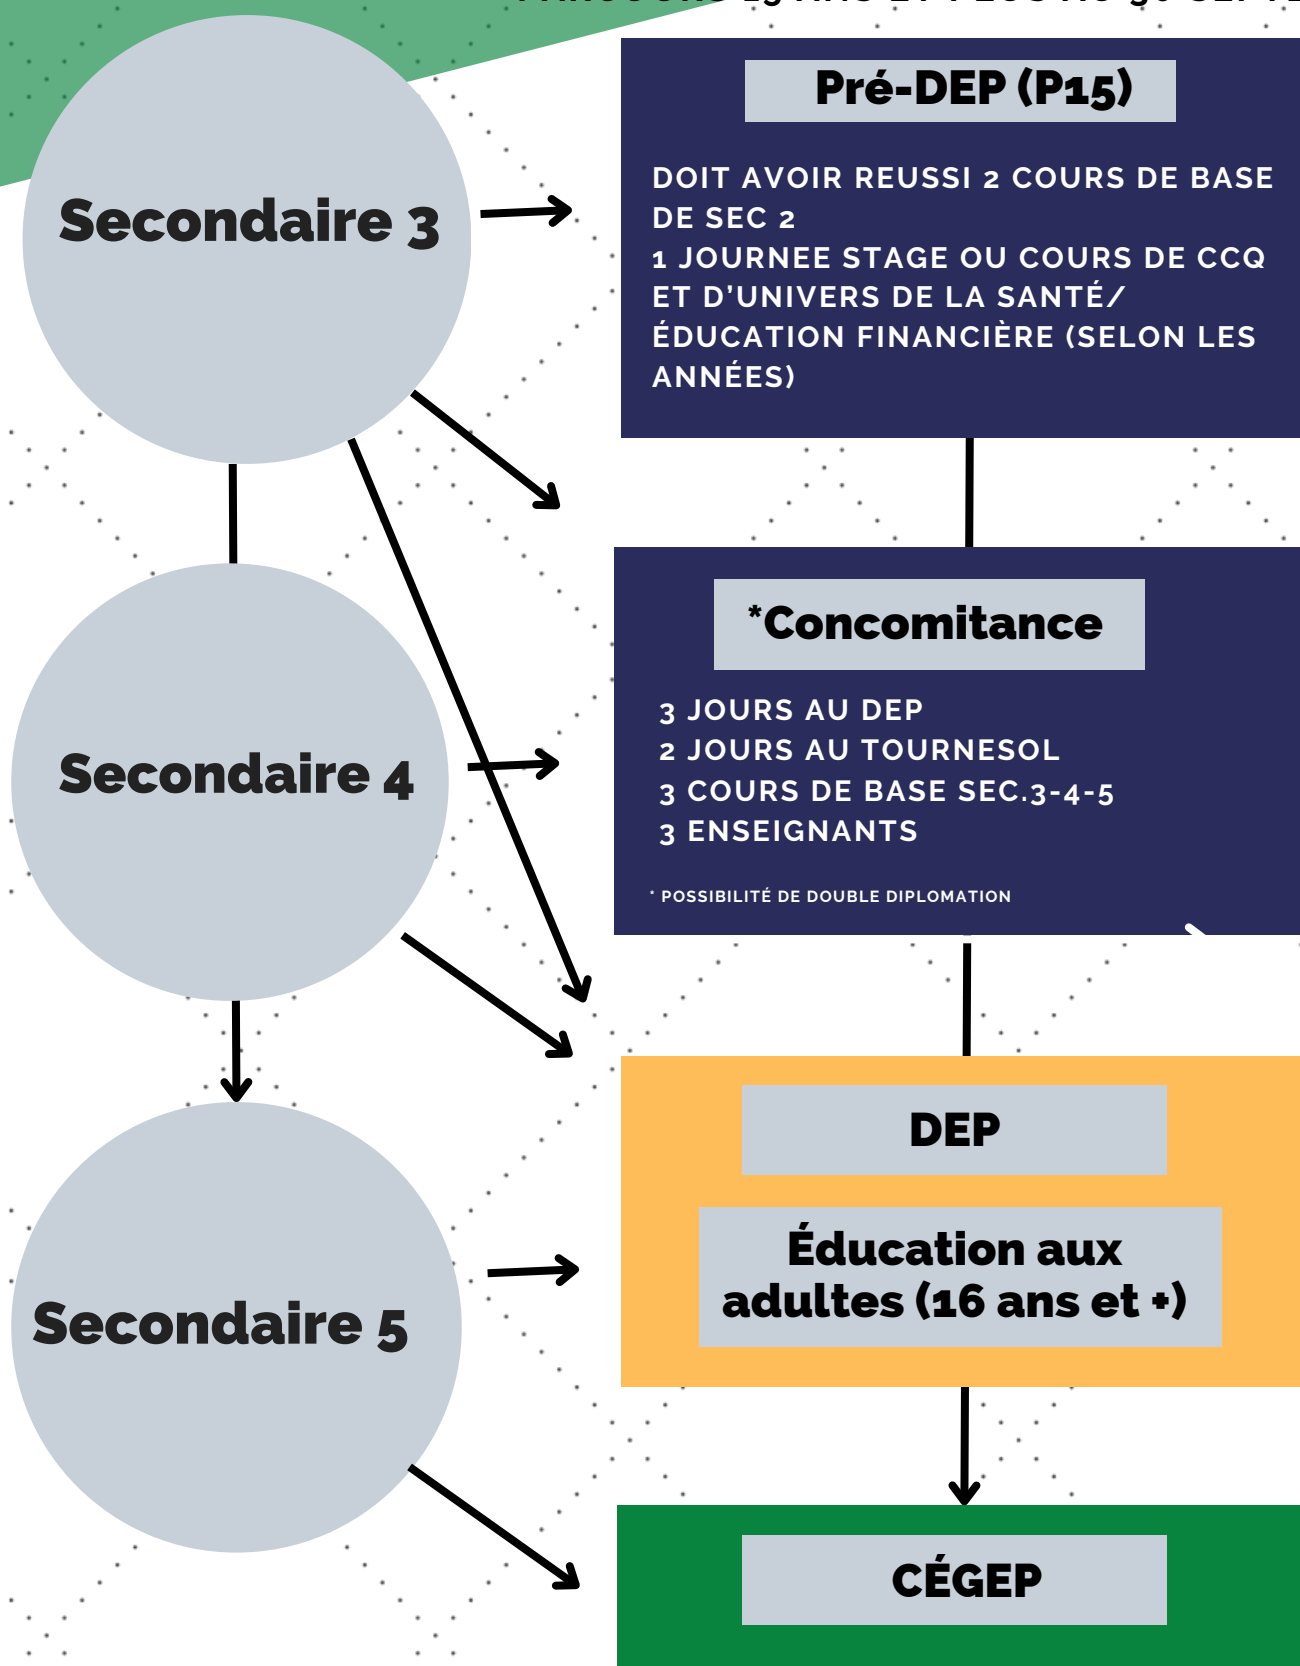 Secondaire 3
Pré-DEP (P15)
DOIT AVOIR REUSSI 2 COURS DE BASE
DE SEC 2
1 JOURNEE STAGE OU COURS DE CCQ
ET D’UNIVERS DE LA SANTÉ/
ÉDUCATION FINANCIÈRE (SELON LES
ANNÉES)
Secondaire 4
*Concomitance
3 JOURS AU DEP
2 JOURS AU TOURNESOL
3 COURS DE BASE SEC.3-4-5
3 ENSEIGNANTS
* POSSIBILITÉ DE DOUBLE DIPLOMATION
Secondaire 5
DEP
Éducation aux
adultes (16 ans et +)
CÉGEP